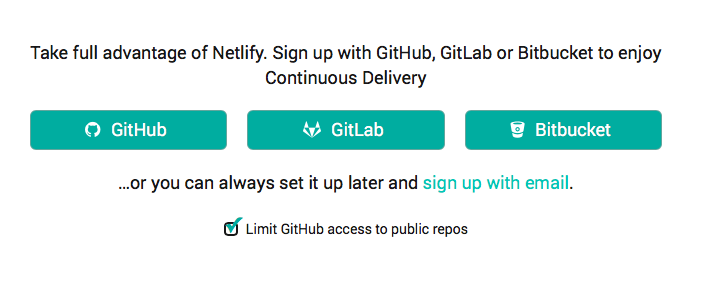 Take full advantage of Netlify. Sign up with GitHub, GitLab or Bitbucket to enjoy
Continuous Delivery
GitHub GitLab Bitbucket
...or you can always set it up later and sign up with email.
Limit GitHub access to public repos